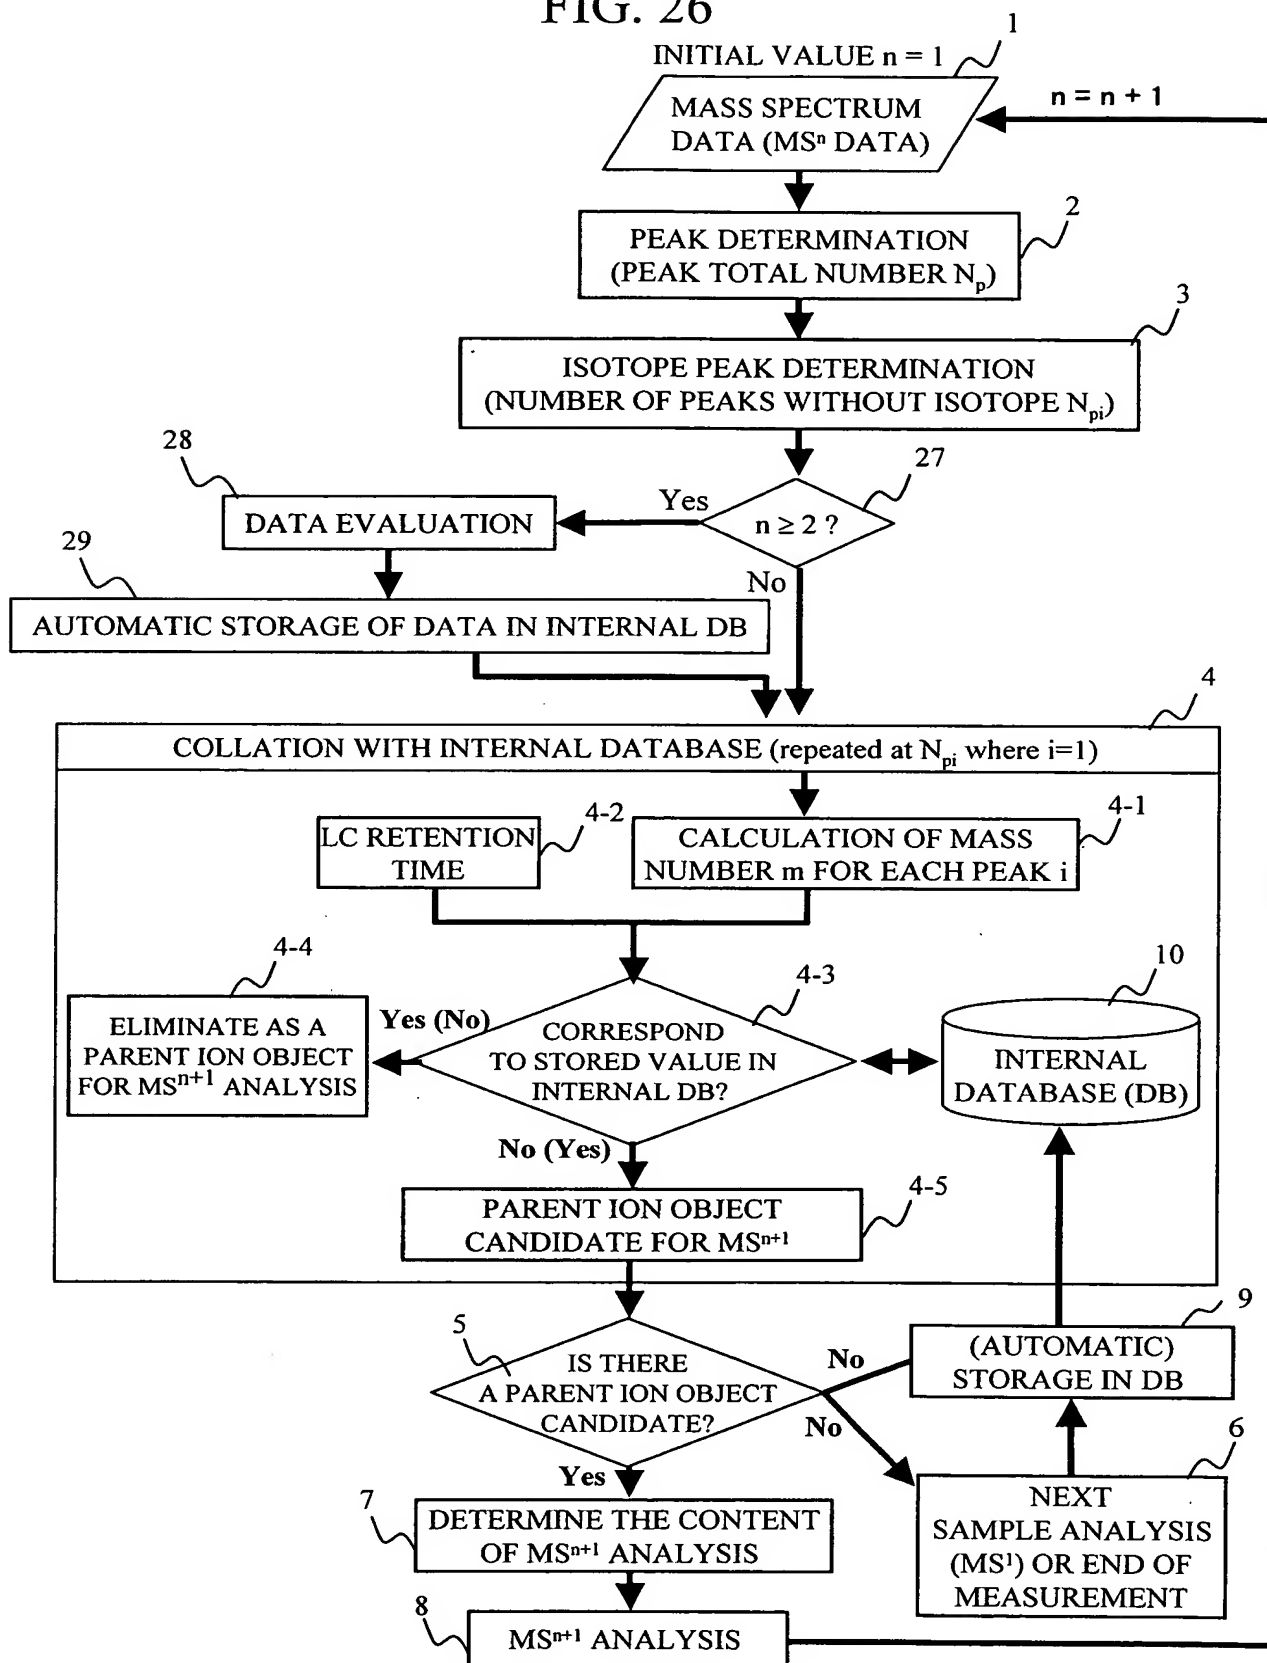 FIG. 26
1
INITIAL VALUE n = 1
n = n + 1
MASS SPECTRUM
DATA (MSⁿ DATA)
2
PEAK DETERMINATION
(PEAK TOTAL NUMBER Nₚ)
3
ISOTOPE PEAK DETERMINATION
(NUMBER OF PEAKS WITHOUT ISOTOPE Nₚᵢ)
28
27
Yes
n ≥ 2 ?
DATA EVALUATION
29
No
AUTOMATIC STORAGE OF DATA IN INTERNAL DB
4
COLLATION WITH INTERNAL DATABASE (repeated at Nₚᵢ where i=1)
4-2
4-1
LC RETENTION
TIME
CALCULATION OF MASS
NUMBER m FOR EACH PEAK i
4-4
4-3
10
ELIMINATE AS A
PARENT ION OBJECT
FOR MSⁿ⁺¹ ANALYSIS
Yes (No)
CORRESPOND
TO STORED VALUE IN
INTERNAL DB?
INTERNAL
DATABASE (DB)
No (Yes)
4-5
PARENT ION OBJECT
CANDIDATE FOR MSⁿ⁺¹
5
9
IS THERE
A PARENT ION OBJECT
CANDIDATE?
No
(AUTOMATIC)
STORAGE IN DB
No
6
Yes
NEXT
SAMPLE ANALYSIS
(MS¹) OR END OF
MEASUREMENT
7
DETERMINE THE CONTENT
OF MSⁿ⁺¹ ANALYSIS
8
MSⁿ⁺¹ ANALYSIS